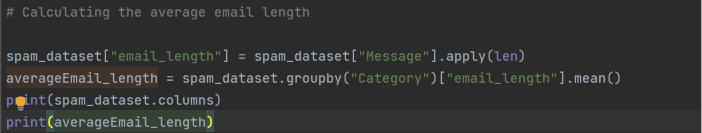 # Calculating the average email length
spam_dataset["email_length"] = spam_dataset["Message"].apply(len)
averageEmail_length = spam_dataset.groupby("Category")["email_length"].mean()
print(spam_dataset.columns)
print(averageEmail_length)